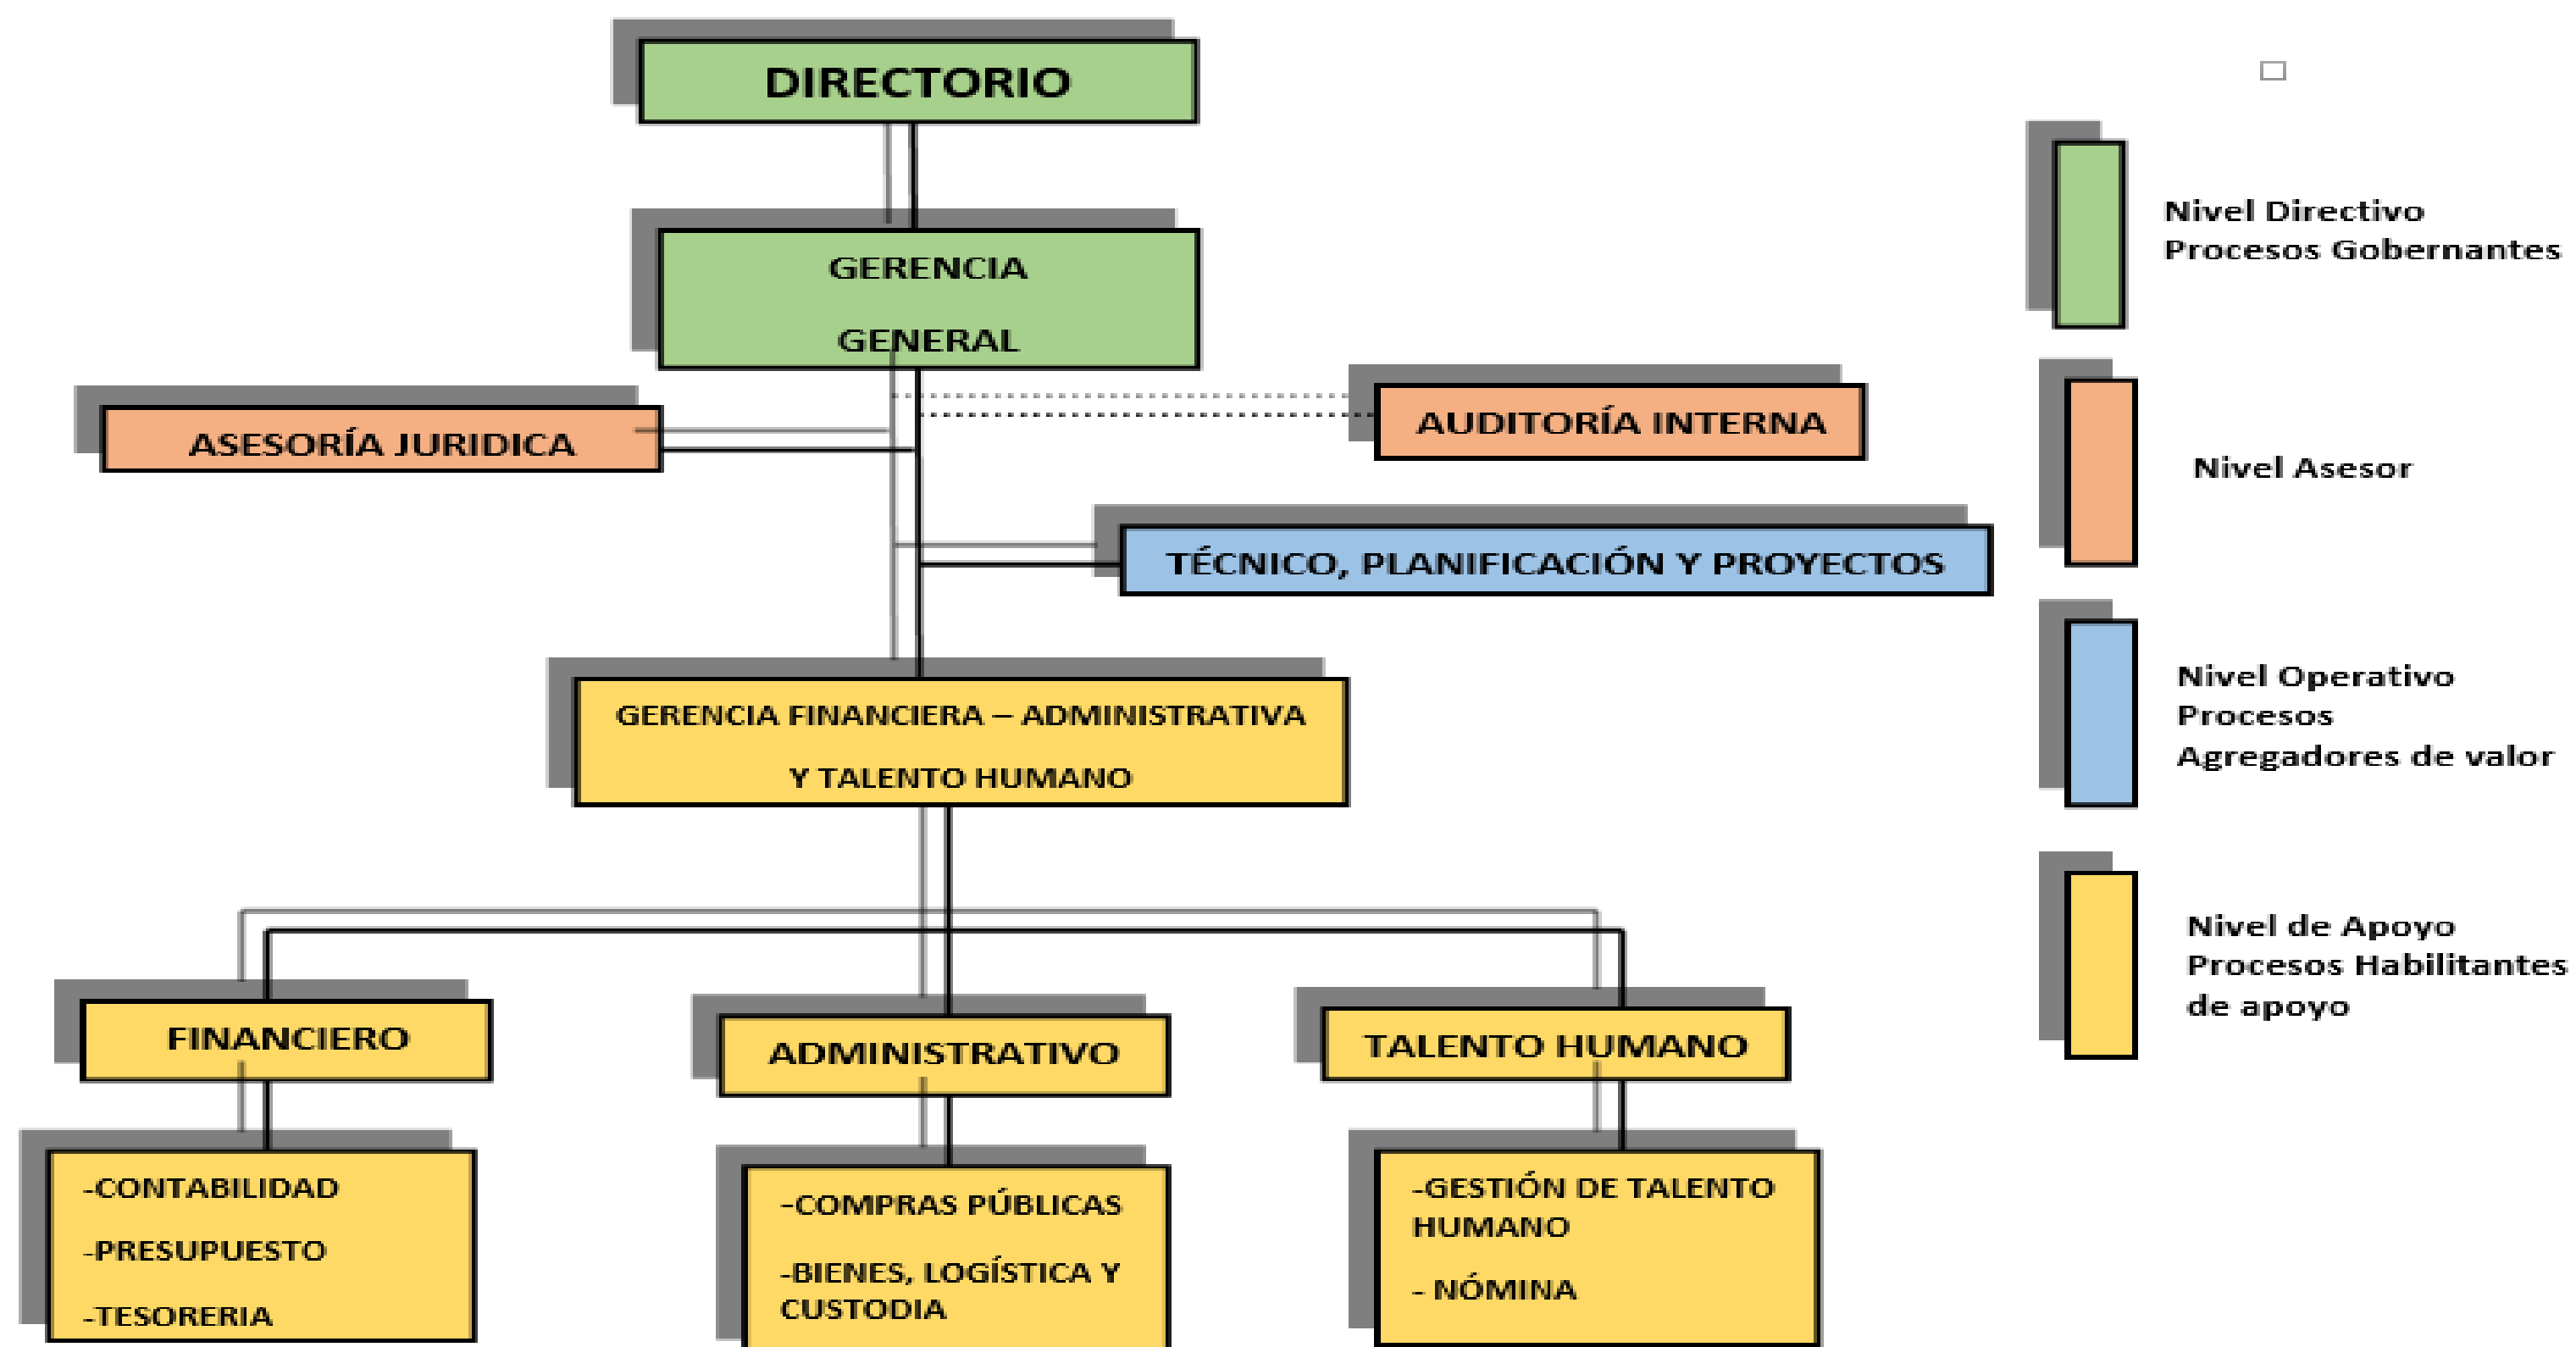 DIRECTORIO
GERENCIA
GENERAL
ASESORÍA JURIDICA
AUDITORÍA INTERNA
TÉCNICO, PLANIFICACIÓN Y PROYECTOS
GERENCIA FINANCIERA – ADMINISTRATIVA
Y TALENTO HUMANO
FINANCIERO
ADMINISTRATIVO
TALENTO HUMANO
-CONTABILIDAD
-PRESUPUESTO
-TESORERIA
-COMPRAS PÚBLICAS
-BIENES, LOGÍSTICA Y
CUSTODIA
-GESTIÓN DE TALENTO
HUMANO
- NÓMINA
Nivel Directivo
Procesos Gobernantes
Nivel Asesor
Nivel Operativo
Procesos
Agregadores de valor
Nivel de Apoyo
Procesos Habilitantes
de apoyo